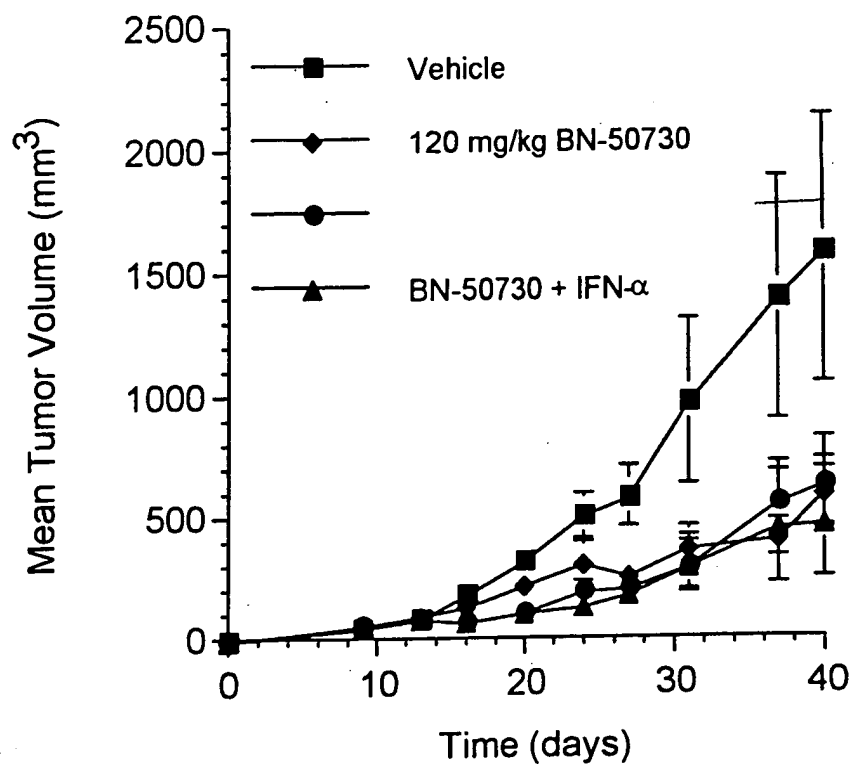 2500
2000
1500
1000
500
0
Mean Tumor Volume (mm³)
Vehicle
120 mg/kg BN-50730
BN-50730 + IFN-α
0 10 20 30 40
Time (days)